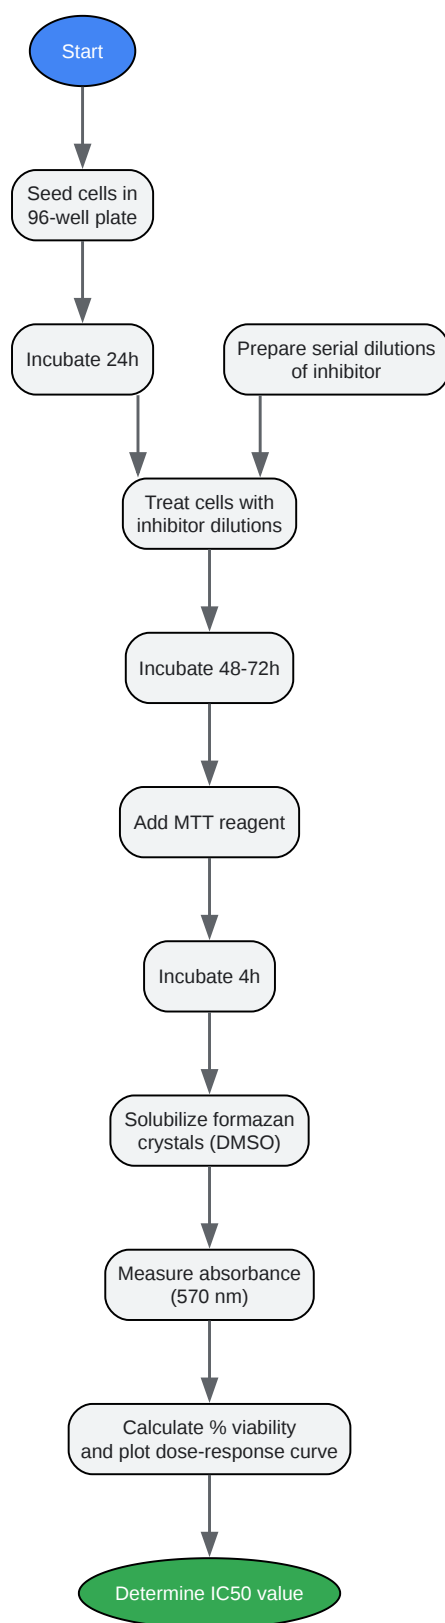 Start
Seed cells in
96-well plate
Incubate 24h
Prepare serial dilutions
of inhibitor
Treat cells with
inhibitor dilutions
Incubate 48-72h
Add MTT reagent
Incubate 4h
Solubilize formazan
crystals (DMSO)
Measure absorbance
(570 nm)
Calculate % viability
and plot dose-response curve
Determine IC50 value